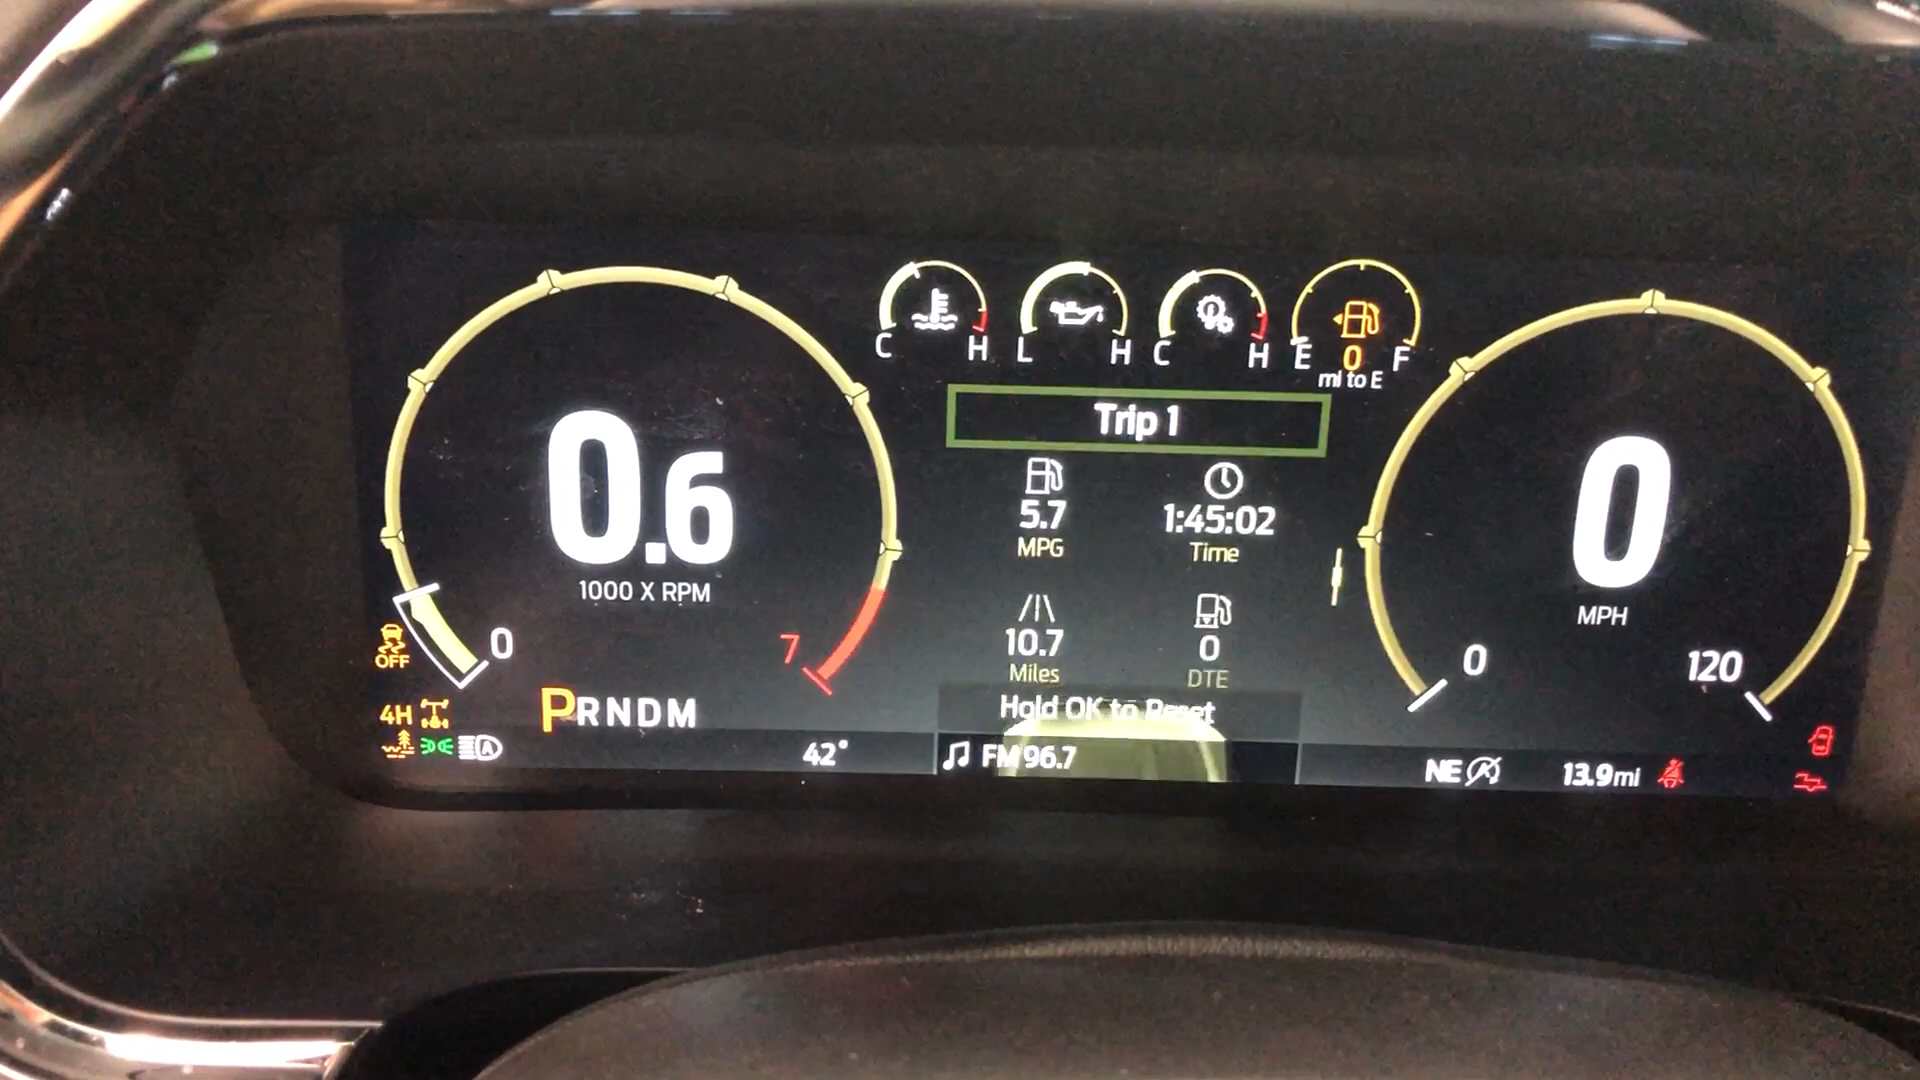 C H
L H
C H
E 0 F
mi to E
Trip 1
0.6
1000 X RPM
0
7
5.7
MPG
1:45:02
Time
10.7
Miles
0
DTE
Hold OK to Reset
0
MPH
0
120
OFF
4H
PRNDM
A
42°
FM 96.7
NE
13.9mi